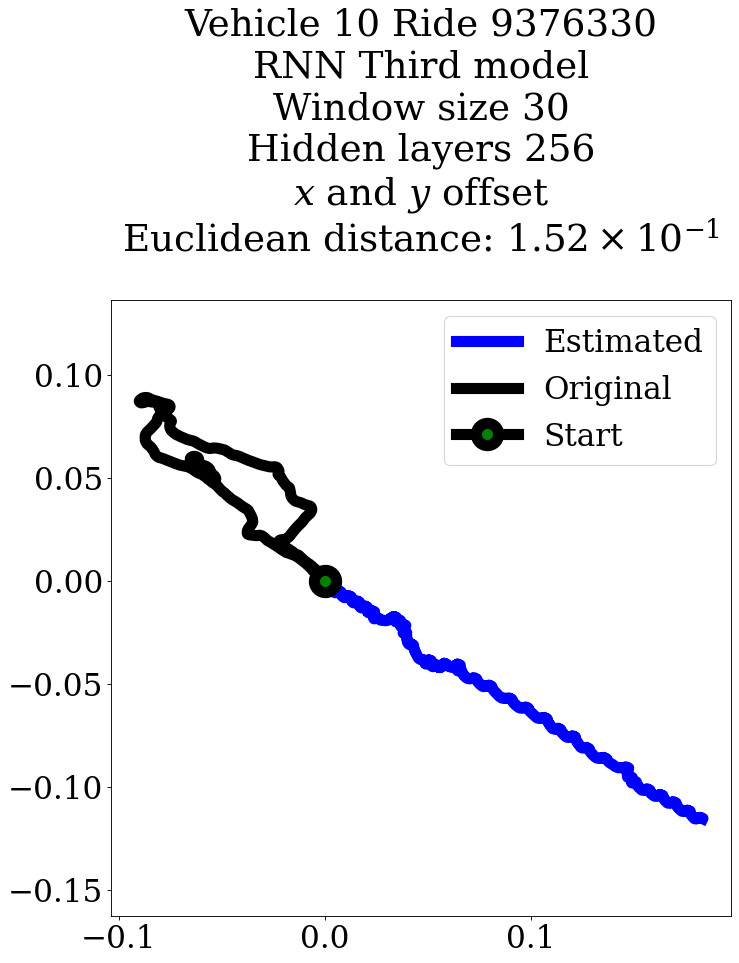 Vehicle 10 Ride 9376330
RNN Third model
Window size 30
Hidden layers 256
x and y offset
Euclidean distance: 1.52 × 10⁻¹
Estimated
Original
Start
0.10
0.05
0.00
−0.05
−0.10
−0.15
−0.1
0.0
0.1